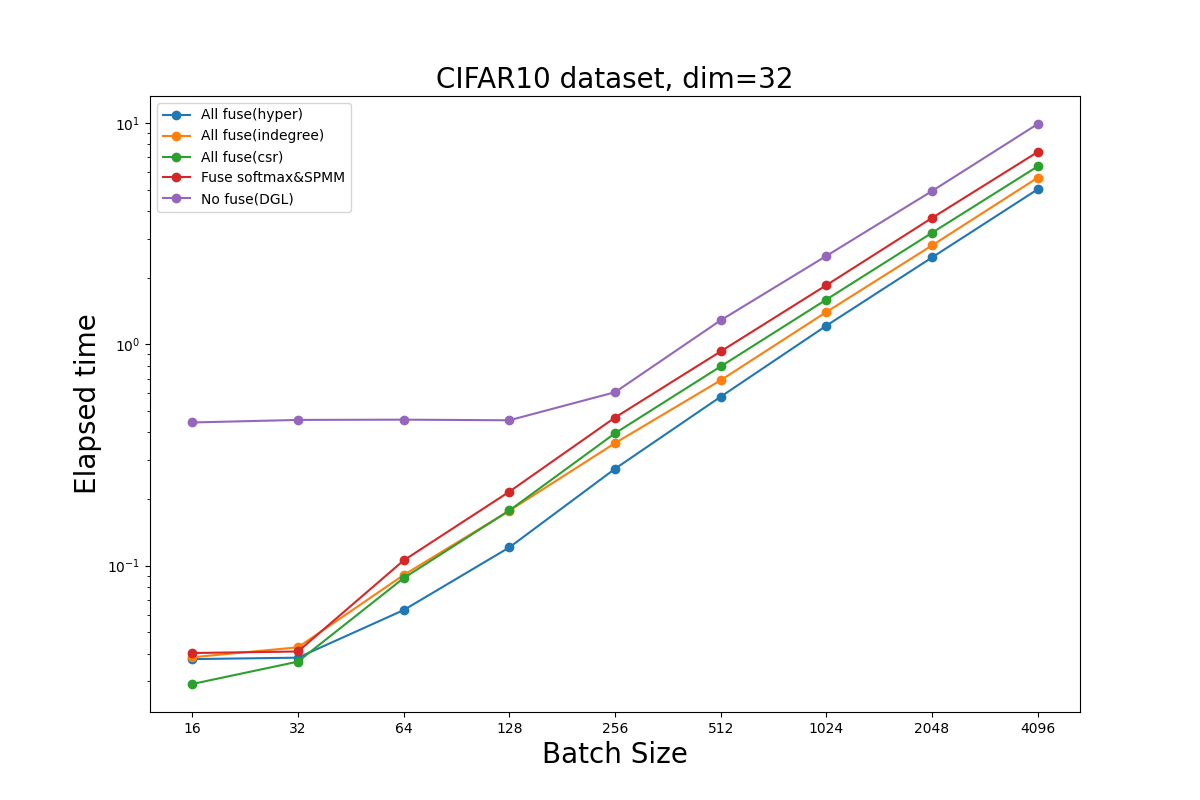 CIFAR10 dataset, dim=32
All fuse(hyper)
All fuse(indegree)
All fuse(csr)
Fuse softmax&SPMM
No fuse(DGL)
Elapsed time
10¹
10⁰
10⁻¹
16 32 64 128 256 512 1024 2048 4096
Batch Size